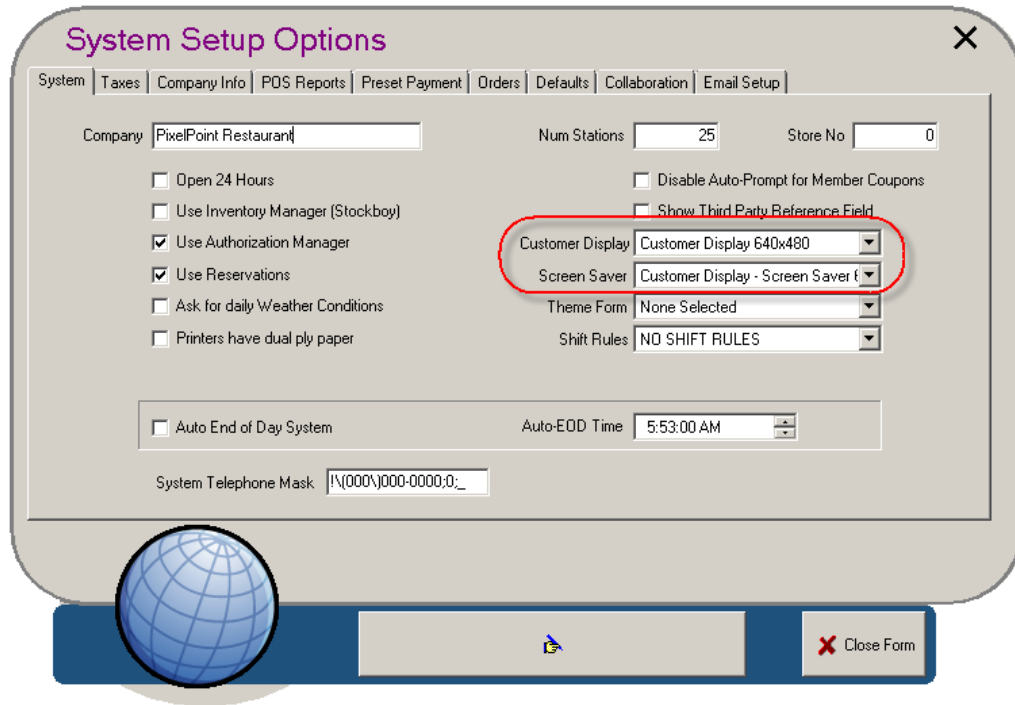 System Setup Options
System Taxes Company Info POS Reports Preset Payment Orders Defaults Collaboration Email Setup
Company PixelPoint Restaurant Num Stations 25 Store No 0
Open 24 Hours Disable Auto-Prompt for Member Coupons
Use Inventory Manager (Stockboy) Show Third Party Reference Field
Use Authorization Manager Customer Display Customer Display 640x480
Use Reservations Screen Saver Customer Display - Screen Saver 6
Ask for daily Weather Conditions Theme Form None Selected
Printers have dual ply paper Shift Rules NO SHIFT RULES
Auto End of Day System Auto-EOD Time 5:53:00 AM
System Telephone Mask !\(000\)000-0000;0;_
Close Form